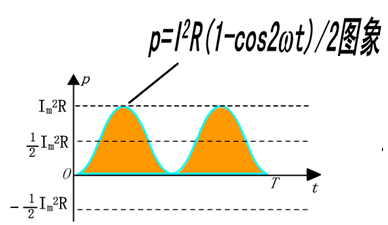 p=I²R(1-cos2ωt)/2图象
p
Iₘ²R
½Iₘ²R
O
T
t
-½Iₘ²R